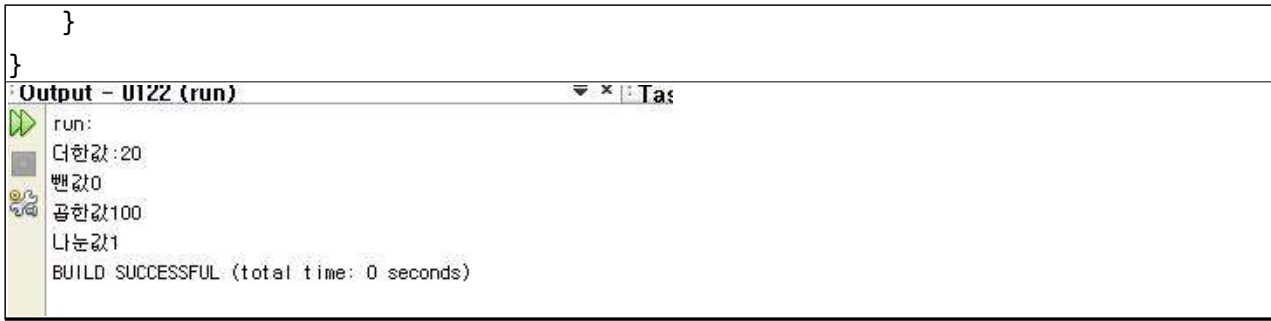 }
}
Output - 0122 (run)
Tas
run:
더한값:20
뺀값0
곱한값100
나눈값1
BUILD SUCCESSFUL (total time: 0 seconds)